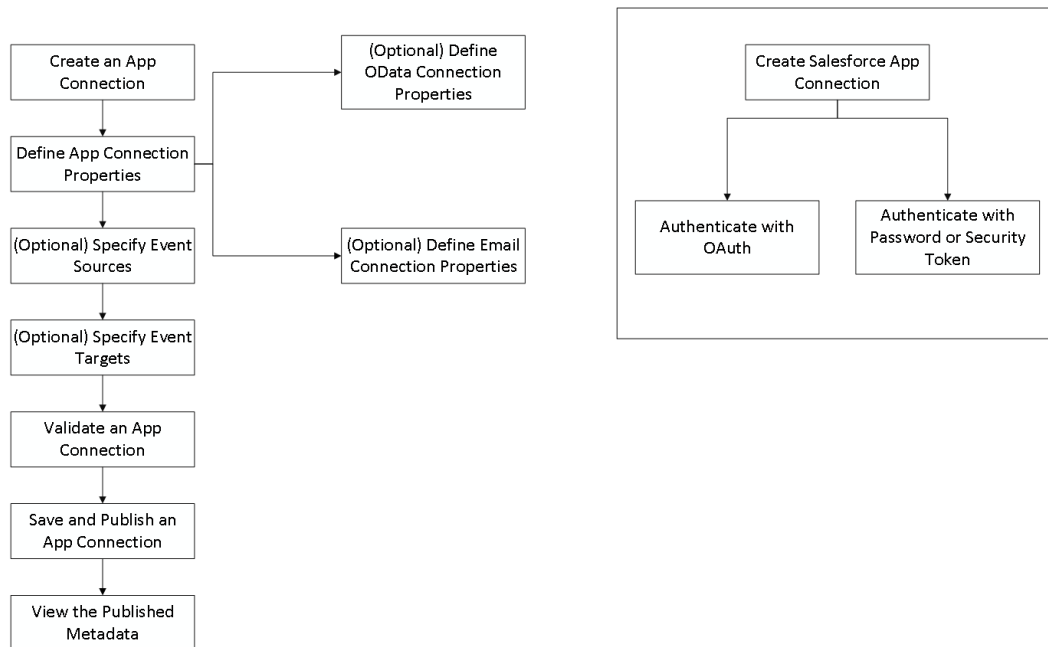 Create an App
Connection
Define App Connection
Properties
(Optional) Specify Event
Sources
(Optional) Specify Event
Targets
Validate an App
Connection
Save and Publish an
App Connection
View the Published
Metadata
(Optional) Define
OData Connection
Properties
(Optional) Define Email
Connection Properties
Create Salesforce App
Connection
Authenticate with
OAuth
Authenticate with
Password or Security
Token